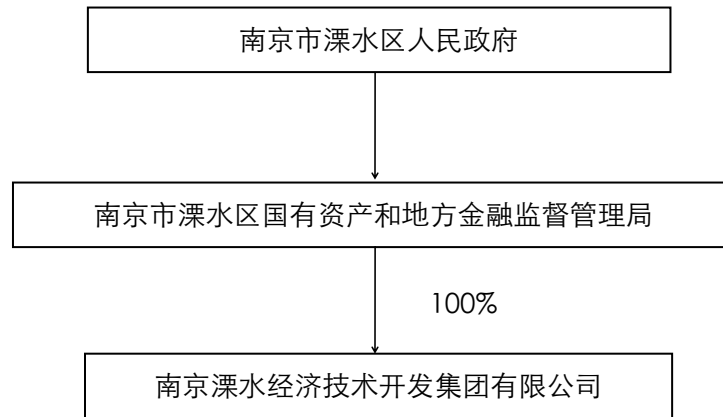 南京市溧水区人民政府
南京市溧水区国有资产和地方金融监督管理局
100%
南京溧水经济技术开发集团有限公司